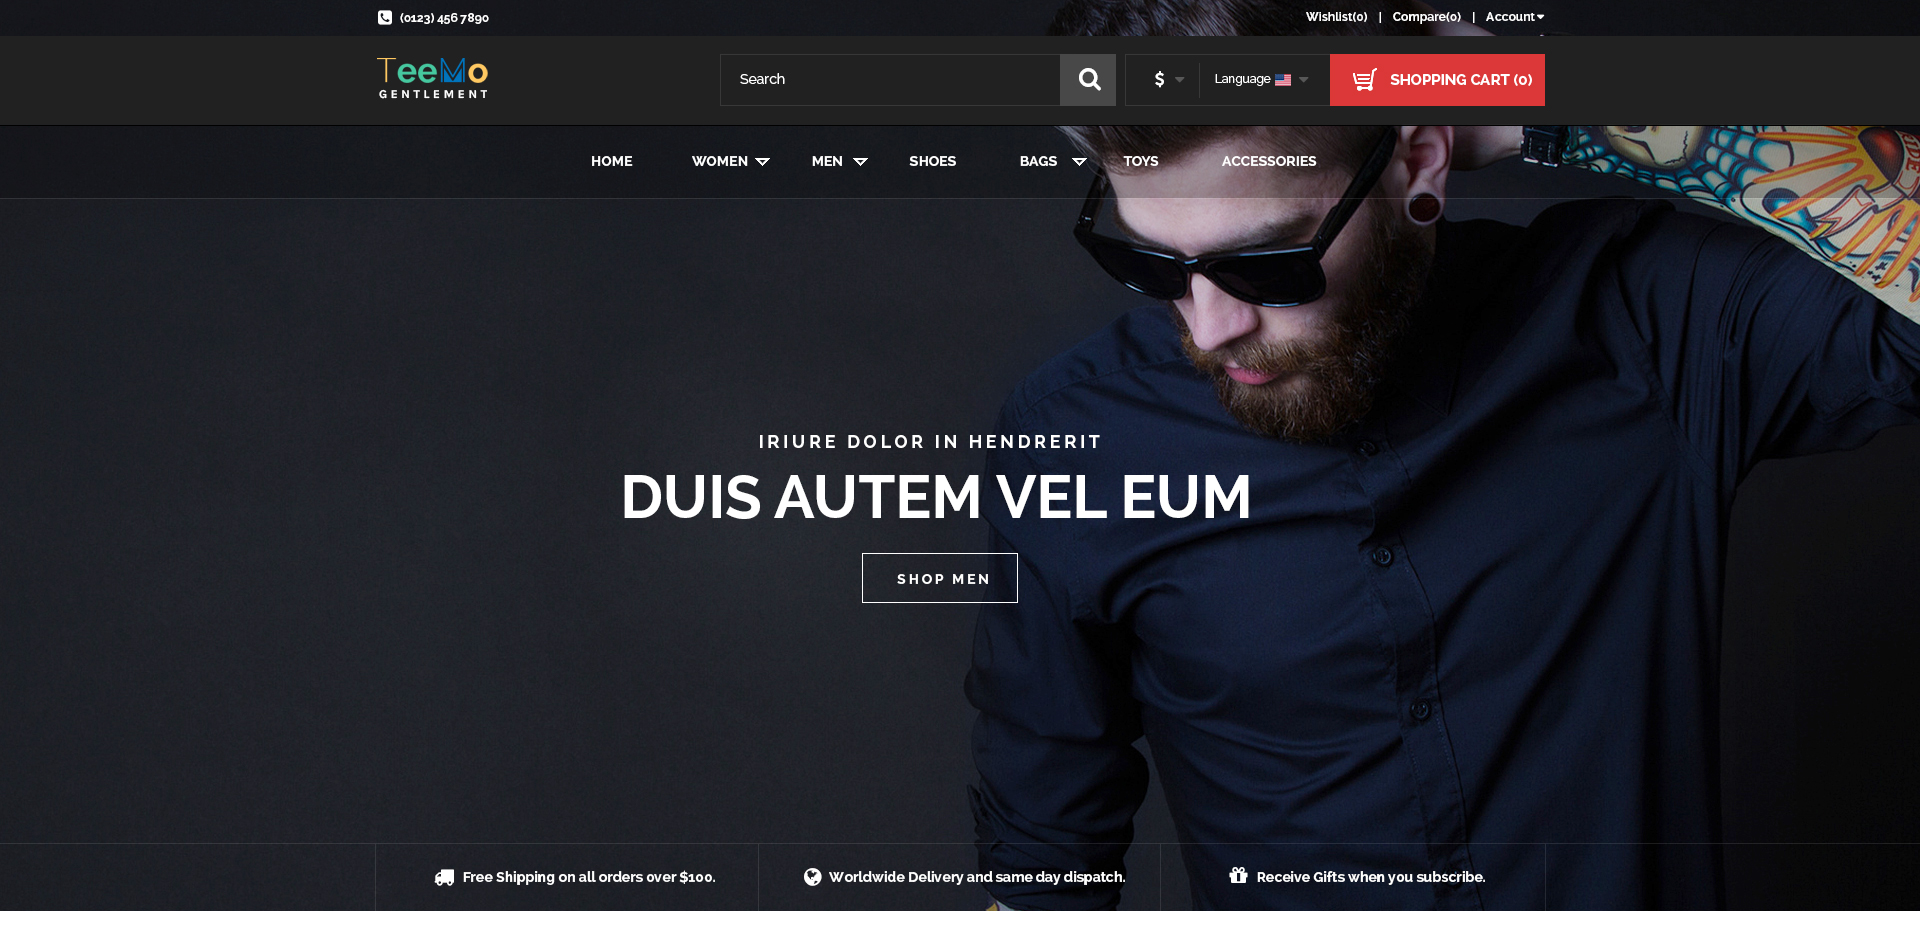 (0123) 456 7890
Wishlist(0) | Compare(0) | Account
TeeMo
GENTLEMENT
Search
$
Language
SHOPPING CART (0)
HOME WOMEN MEN SHOES BAGS TOYS ACCESSORIES
IRIURE DOLOR IN HENDRERIT
DUIS AUTEM VEL EUM
SHOP MEN
Free Shipping on all orders over $100.
Worldwide Delivery and same day dispatch.
Receive Gifts when you subscribe.